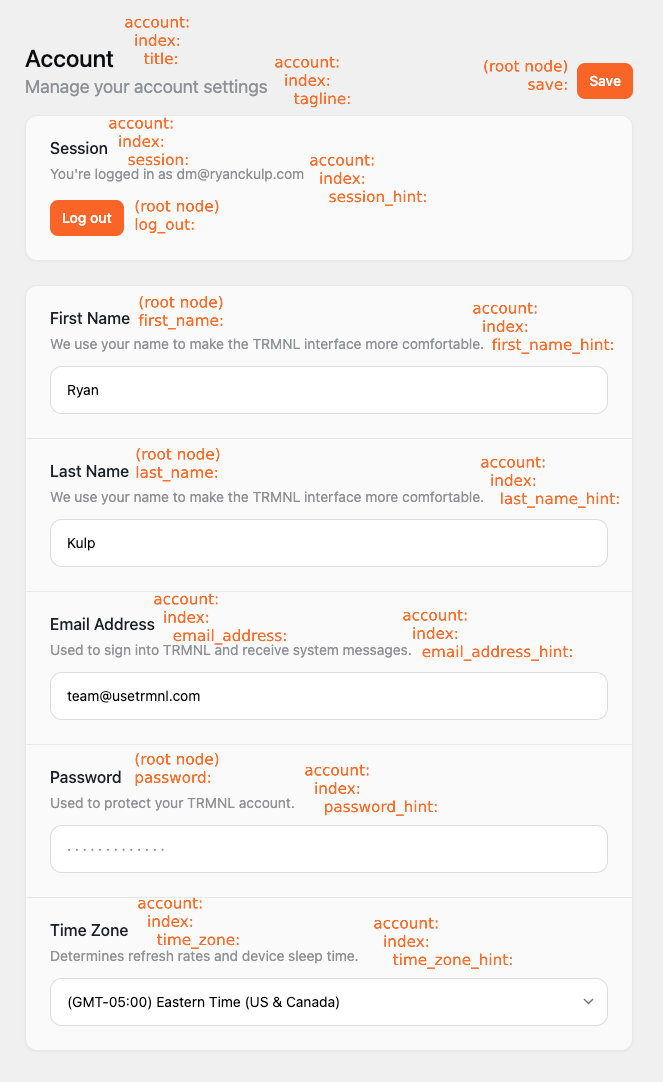 account:
index:
title:
Account
Manage your account settings
account:
index:
tagline:
(root node)
save:
Save
account:
index:
session:
Session
You're logged in as dm@ryanckulp.com
account:
index:
session_hint:
Log out
(root node)
log_out:
First Name
(root node)
first_name:
We use your name to make the TRMNL interface more comfortable.
account:
index:
first_name_hint:
Ryan
Last Name
(root node)
last_name:
We use your name to make the TRMNL interface more comfortable.
account:
index:
last_name_hint:
Kulp
Email Address
account:
index:
email_address:
Used to sign into TRMNL and receive system messages.
account:
index:
email_address_hint:
team@usetrmnl.com
Password
(root node)
password:
Used to protect your TRMNL account.
account:
index:
password_hint:
·············
Time Zone
account:
index:
time_zone:
Determines refresh rates and device sleep time.
account:
index:
time_zone_hint:
(GMT-05:00) Eastern Time (US & Canada)